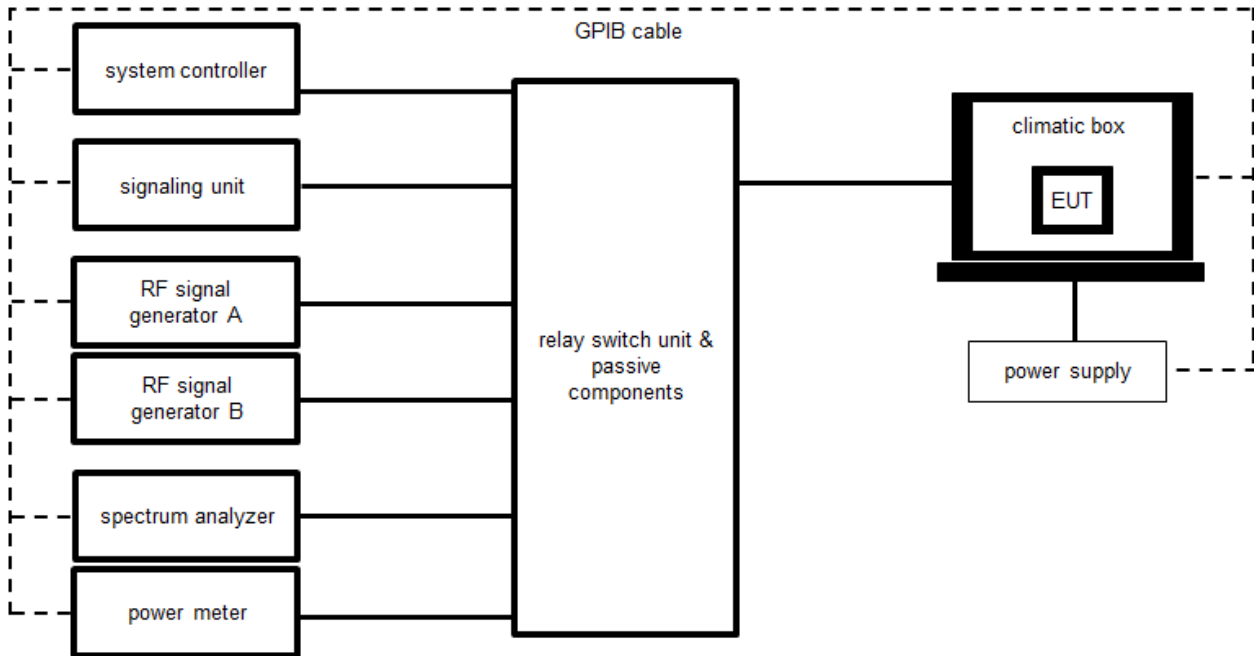 GPIB cable
system controller
signaling unit
RF signal
generator A
RF signal
generator B
spectrum analyzer
power meter
relay switch unit &
passive
components
climatic box
EUT
power supply